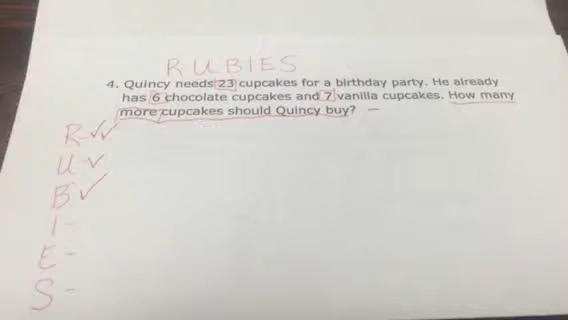 RUBIES
4. Quincy needs 23 cupcakes for a birthday party. He already
has 6 chocolate cupcakes and 7 vanilla cupcakes. How many
more cupcakes should Quincy buy? -
R-✓✓
U ✓
B ✓
I -
E -
S -